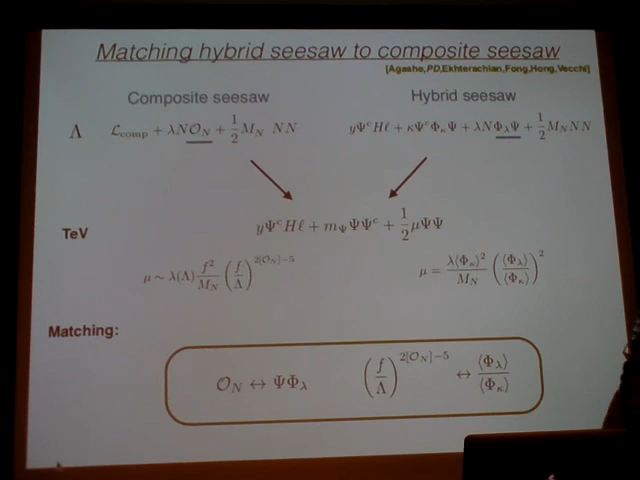 Matching hybrid seesaw to composite seesaw
[Agashe,PD,Ekhterachian,Fong,Hong,Vecchi]
Composite seesaw
Hybrid seesaw
Λ
ℒ_comp + λN𝒪_N + 1/2 M_N NN
yΨ^c Hℓ + κΨ^c Φ_κ Ψ + λNΦ_λΨ + 1/2 M_N NN
TeV
yΨ^c Hℓ + m_Ψ ΨΨ^c + 1/2 μΨΨ
μ ∼ λ(Λ) f^2/M_N (f/Λ)^{2[𝒪_N]−5}
μ = λ⟨Φ_κ⟩^2/M_N (⟨Φ_λ⟩/⟨Φ_κ⟩)^2
Matching:
𝒪_N ↔ ΨΦ_λ
(f/Λ)^{2[𝒪_N]−5} ↔ ⟨Φ_λ⟩/⟨Φ_κ⟩